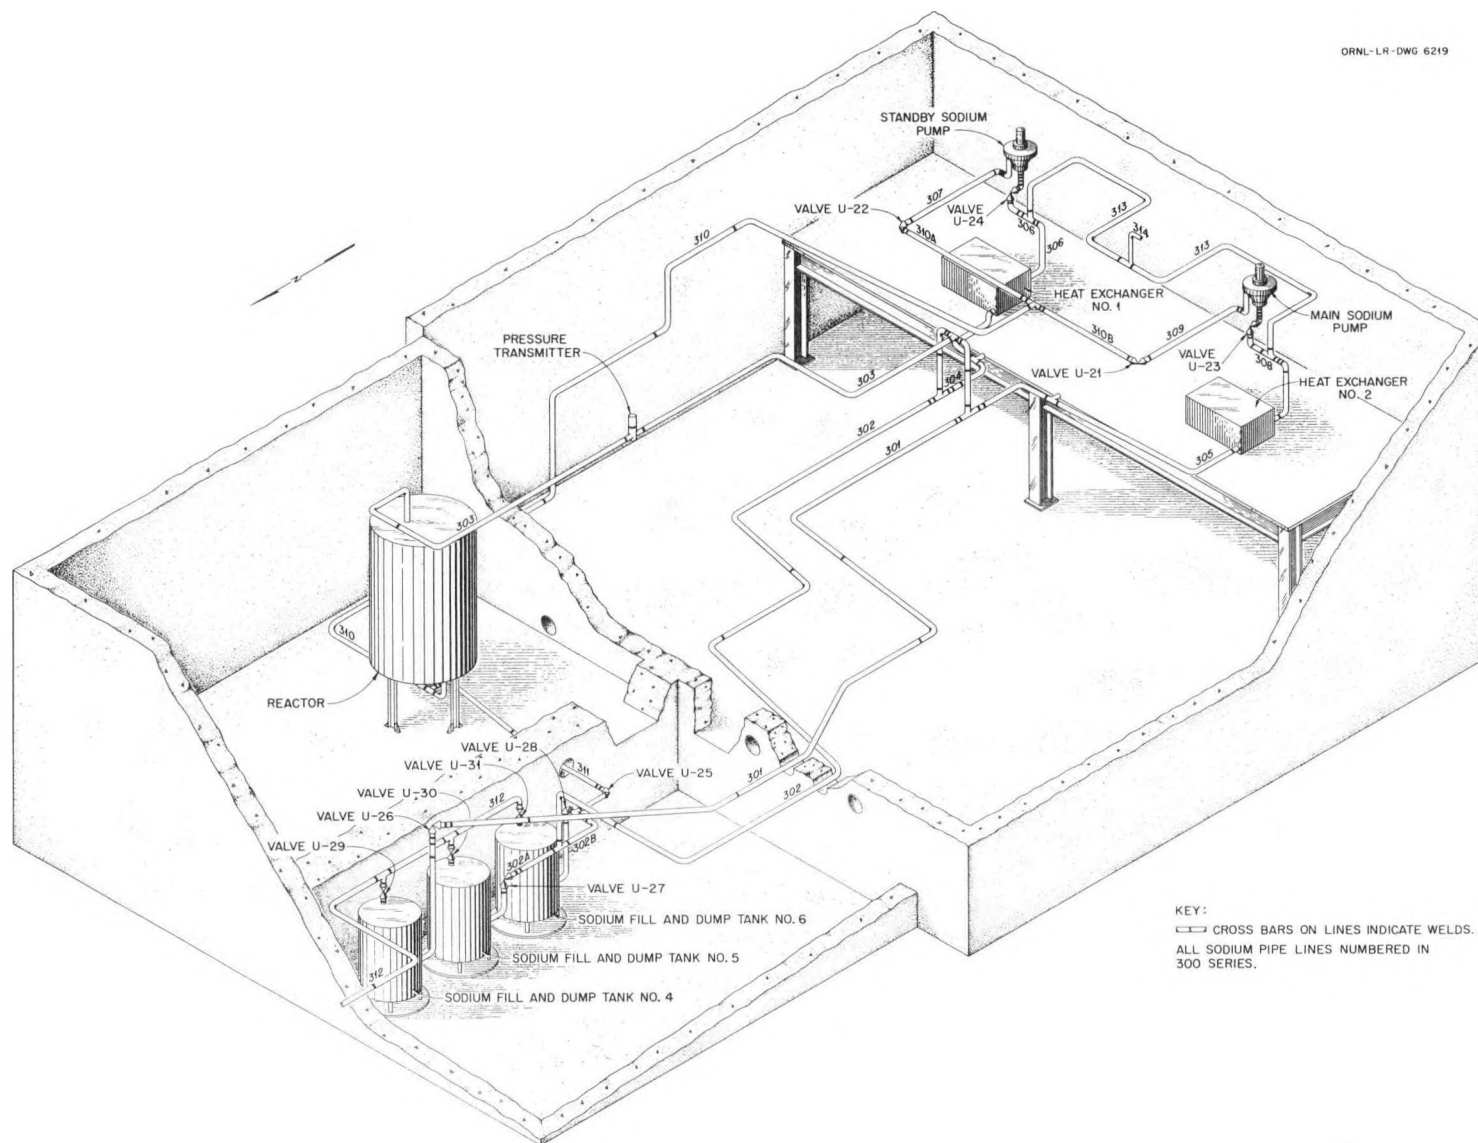 ORNL-LR-DWG 6219
STANDBY SODIUM
PUMP
307
VALVE U-22
VALVE
U-24
306
306
310A
313
314
313
310
HEAT EXCHANGER
NO. 1
MAIN SODIUM
PUMP
310B
309
VALVE U-21
VALVE
U-23
308
HEAT EXCHANGER
NO. 2
PRESSURE
TRANSMITTER
303
304
302
301
305
303
310
REACTOR
VALVE U-28
VALVE U-31
311
VALVE U-25
301
302
VALVE U-30
312
VALVE U-26
VALVE U-29
302A
302B
VALVE U-27
SODIUM FILL AND DUMP TANK NO. 6
SODIUM FILL AND DUMP TANK NO. 5
312
SODIUM FILL AND DUMP TANK NO. 4
KEY:
CROSS BARS ON LINES INDICATE WELDS.
ALL SODIUM PIPE LINES NUMBERED IN
300 SERIES.